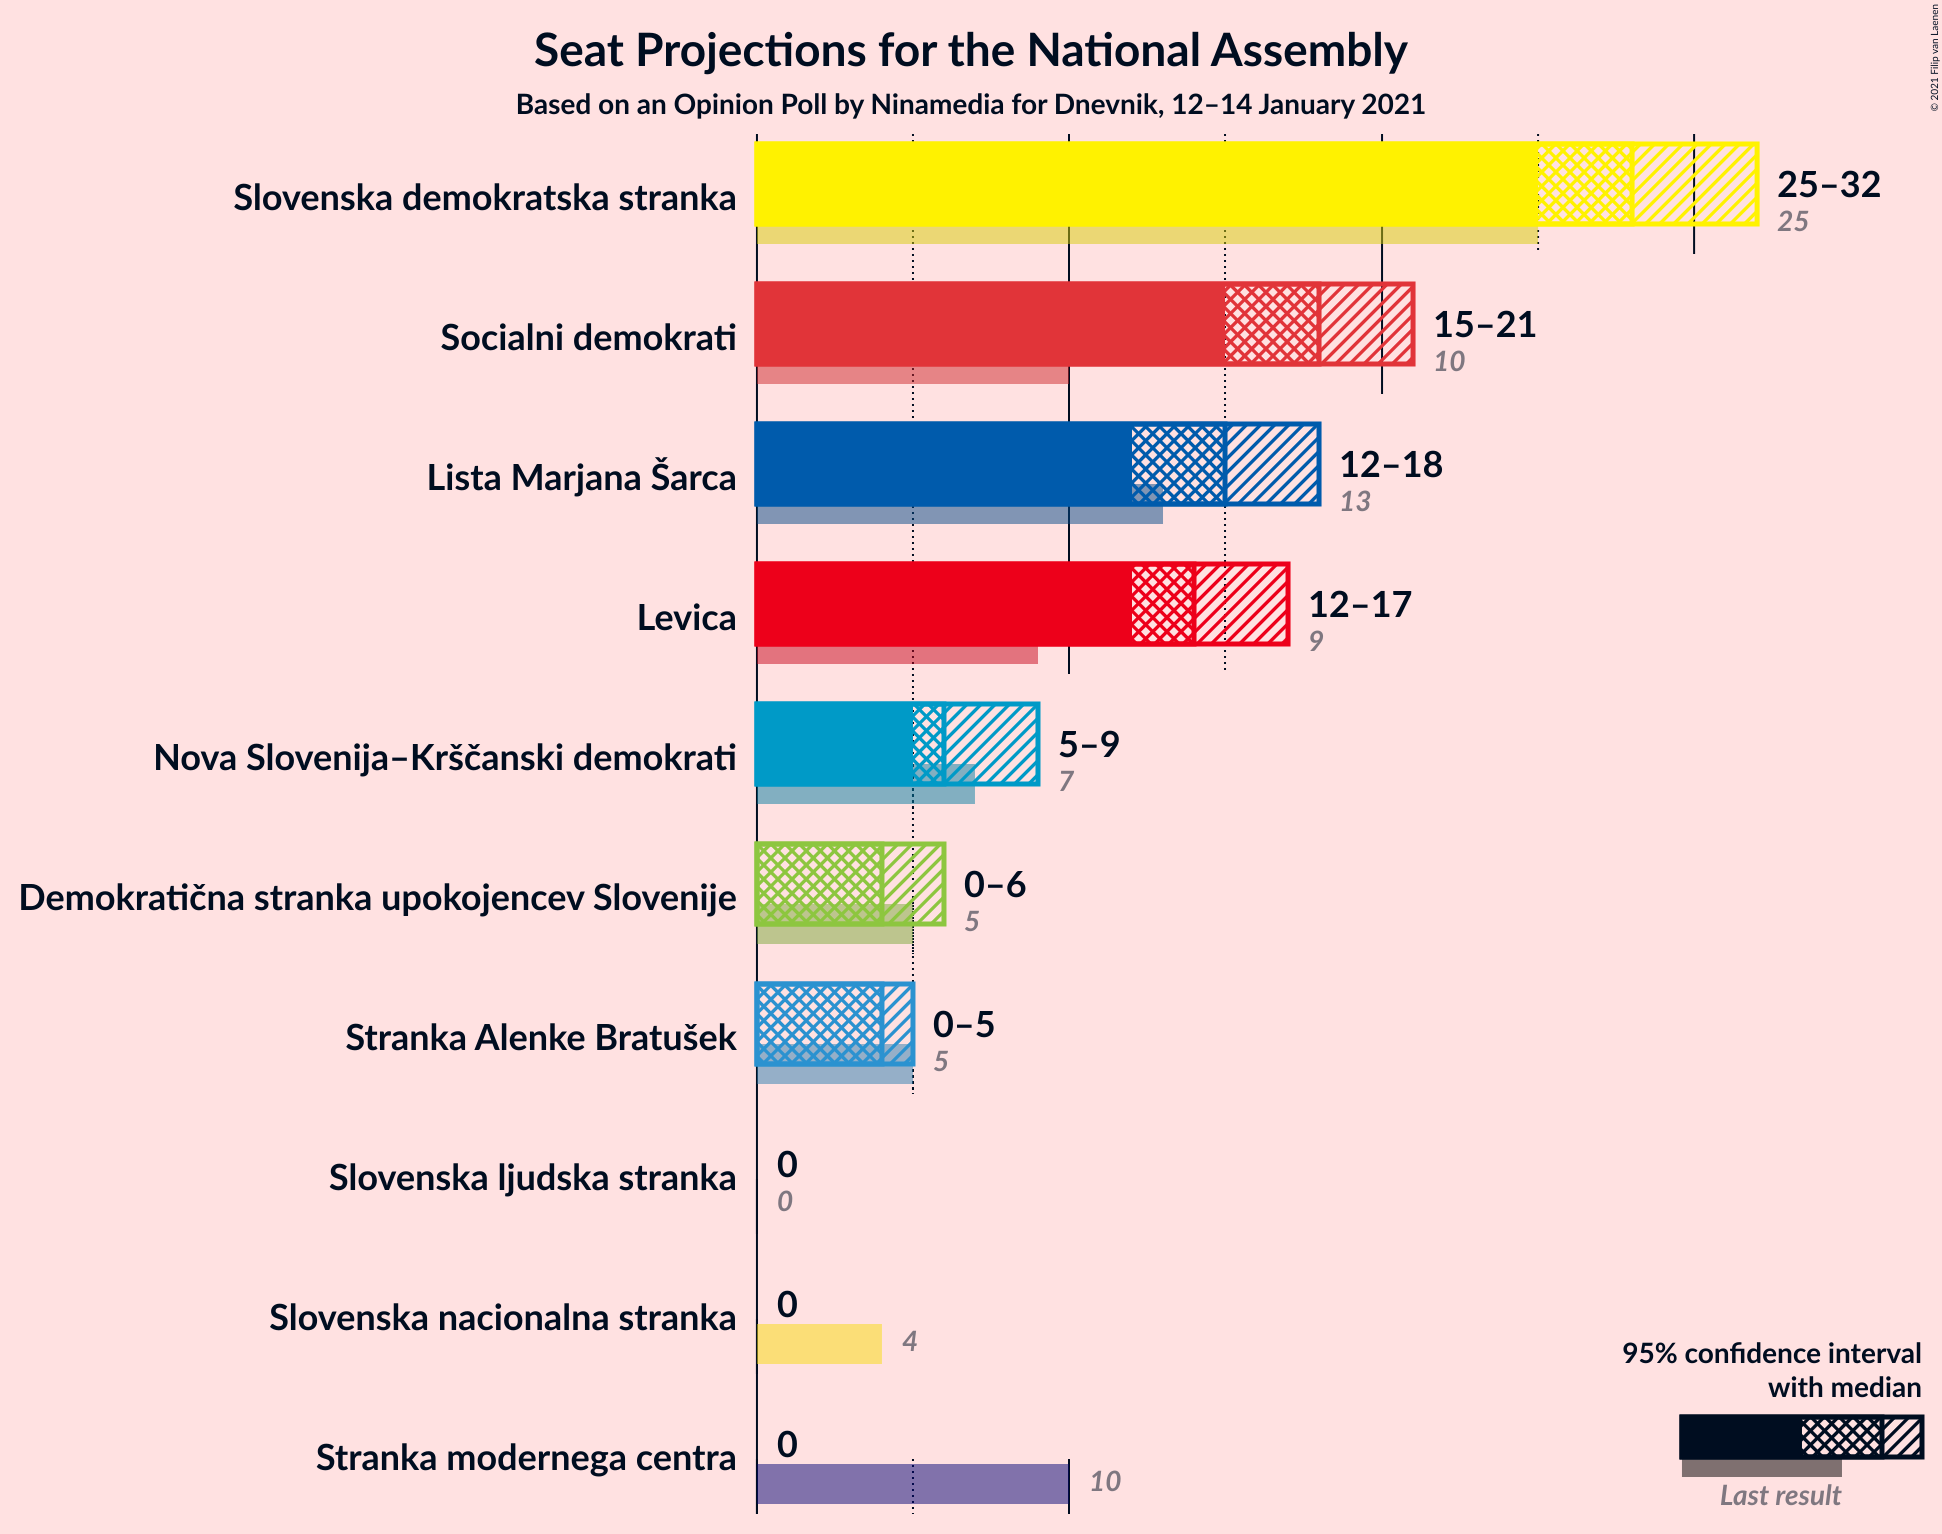 Seat Projections for the National Assembly
Based on an Opinion Poll by Ninamedia for Dnevnik, 12–14 January 2021
© 2021 Filip van Laenen
Slovenska demokratska stranka
25–32
25
Socialni demokrati
15–21
10
Lista Marjana Šarca
12–18
13
Levica
12–17
9
Nova Slovenija–Krščanski demokrati
5–9
7
Demokratična stranka upokojencev Slovenije
0–6
5
Stranka Alenke Bratušek
0–5
5
Slovenska ljudska stranka
0
0
Slovenska nacionalna stranka
0
4
Stranka modernega centra
0
10
95% confidence interval
with median
Last result